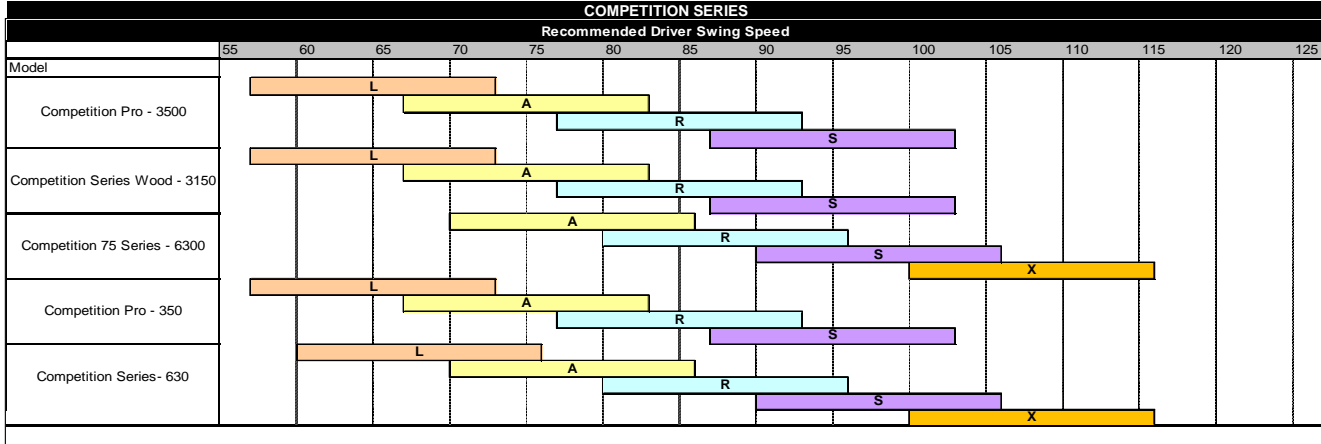 COMPETITION SERIES
Recommended Driver Swing Speed
55 60 65 70 75 80 85 90 95 100 105 110 115 120 125
Model
Competition Pro - 3500
L
A
R
S
Competition Series Wood - 3150
L
A
R
S
Competition 75 Series - 6300
A
R
S
X
Competition Pro - 350
L
A
R
S
Competition Series- 630
L
A
R
S
X